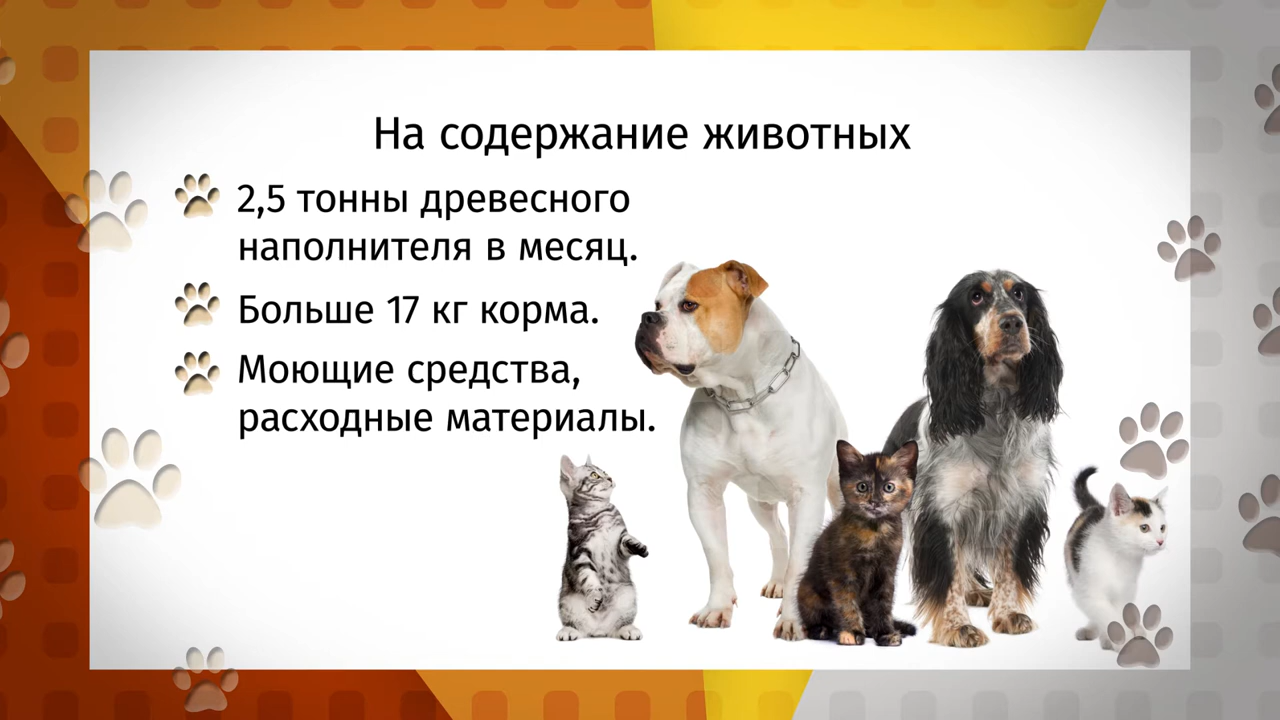 На содержание животных
2,5 тонны древесного
наполнителя в месяц.
Больше 17 кг корма.
Моющие средства,
расходные материалы.